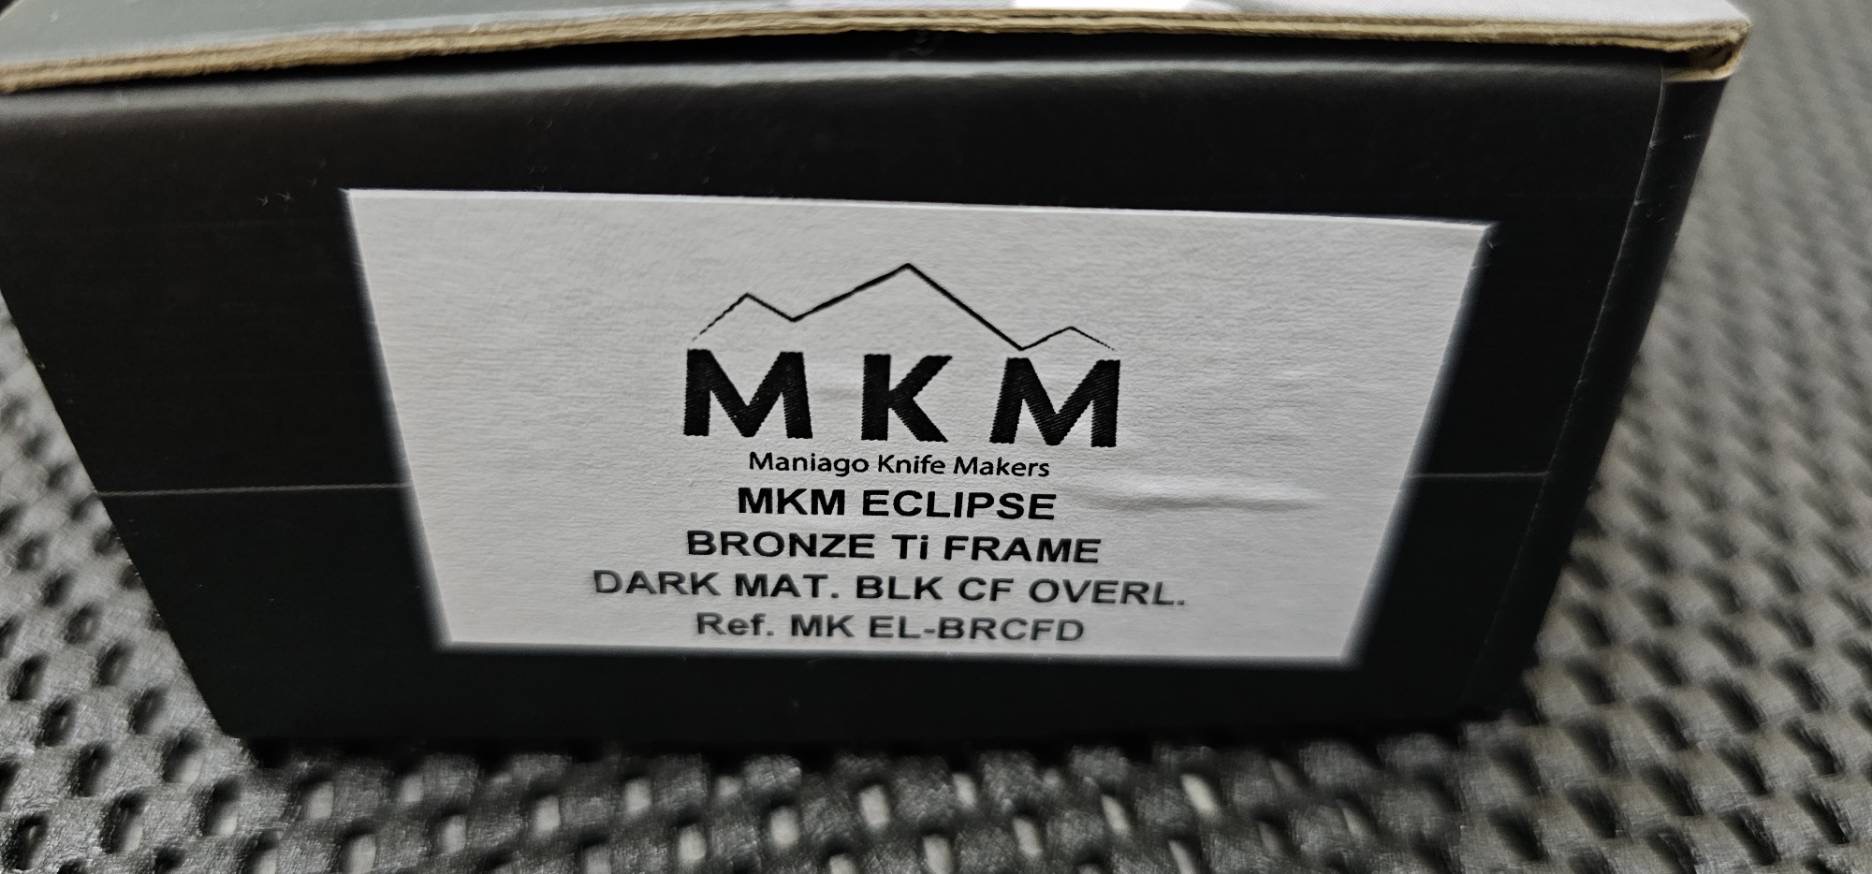 MKM
Maniago Knife Makers
MKM ECLIPSE
BRONZE Ti FRAME
DARK MAT. BLK CF OVERL.
Ref. MK EL-BRCFD